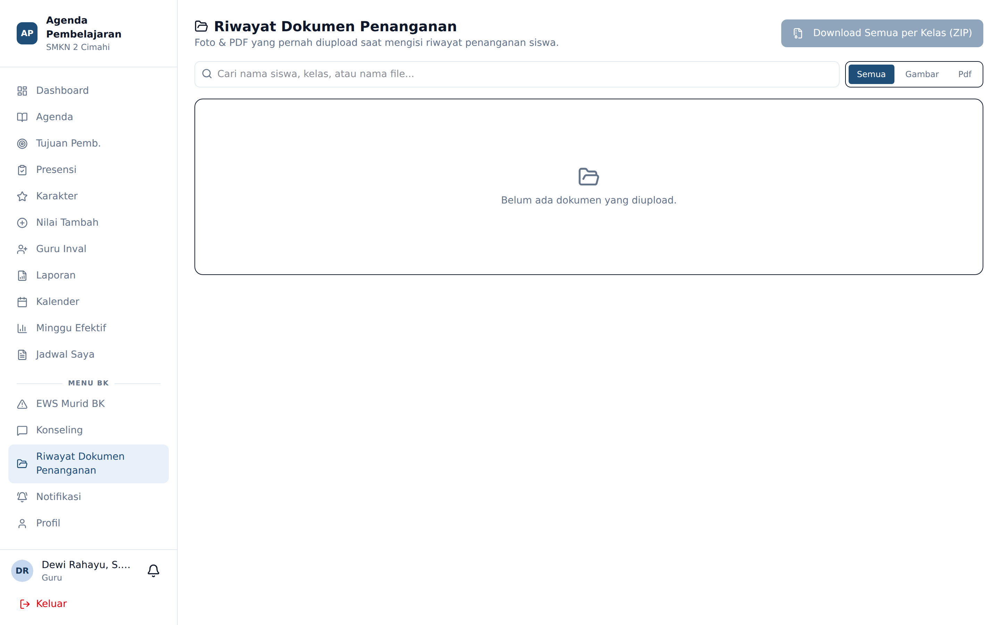 AP
Agenda
Pembelajaran
SMKN 2 Cimahi
Dashboard
Agenda
Tujuan Pemb.
Presensi
Karakter
Nilai Tambah
Guru Inval
Laporan
Kalender
Minggu Efektif
Jadwal Saya
MENU BK
EWS Murid BK
Konseling
Riwayat Dokumen
Penanganan
Notifikasi
Profil
DR
Dewi Rahayu, S....
Guru
Keluar
Riwayat Dokumen Penanganan
Foto & PDF yang pernah diupload saat mengisi riwayat penanganan siswa.
Download Semua per Kelas (ZIP)
Cari nama siswa, kelas, atau nama file...
Semua
Gambar
Pdf
Belum ada dokumen yang diupload.